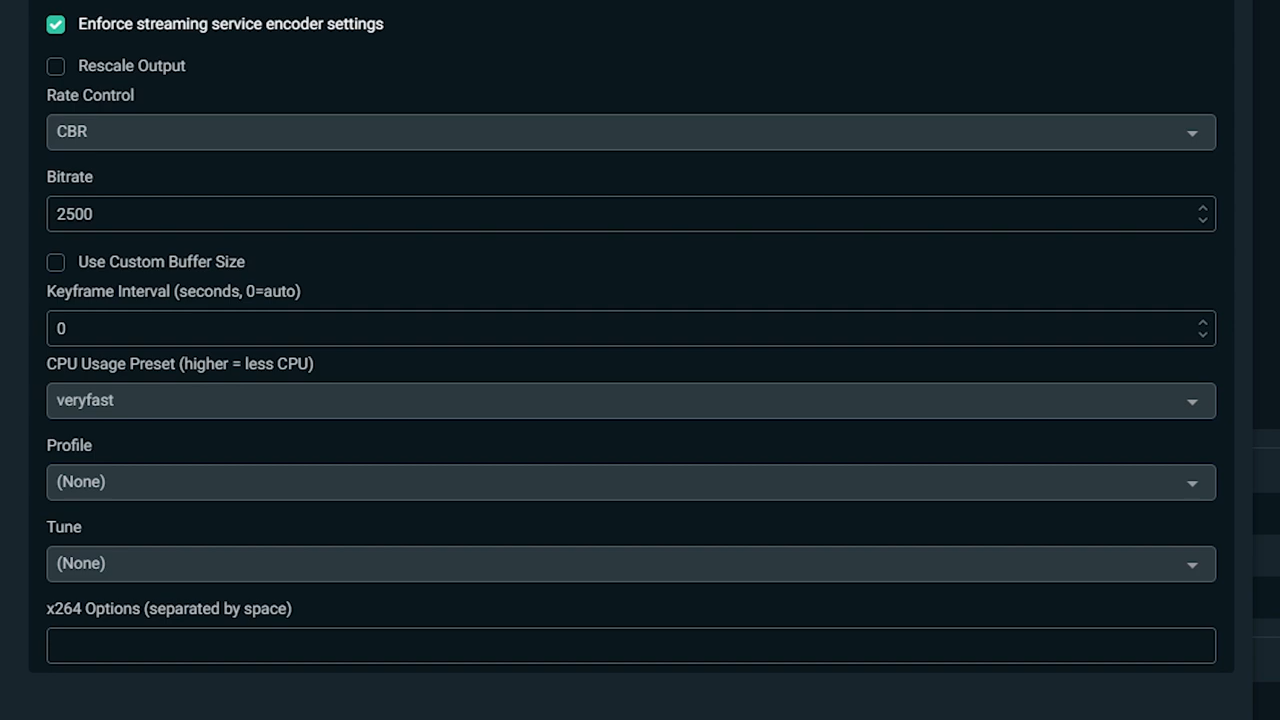 Enforce streaming service encoder settings
Rescale Output
Rate Control
CBR
Bitrate
2500
Use Custom Buffer Size
Keyframe Interval (seconds, 0=auto)
0
CPU Usage Preset (higher = less CPU)
veryfast
Profile
(None)
Tune
(None)
x264 Options (separated by space)